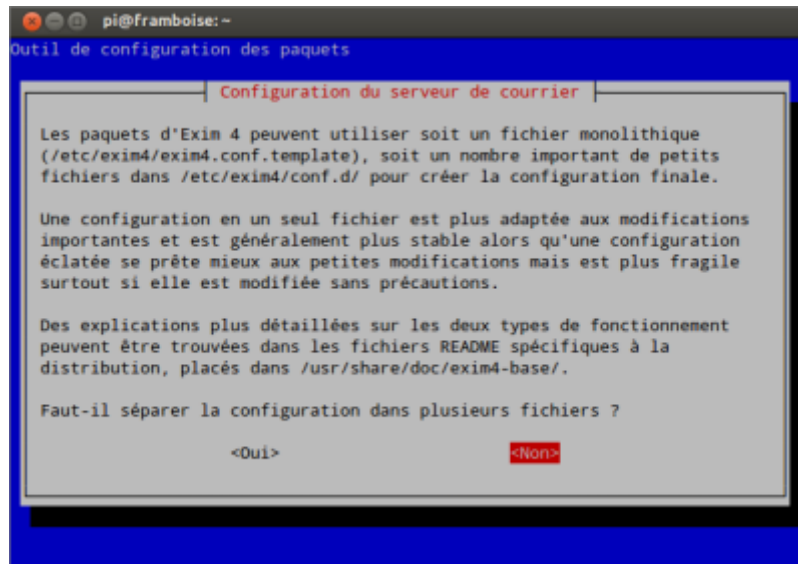 pi@framboise: ~
Outil de configuration des paquets
Configuration du serveur de courrier
Les paquets d'Exim 4 peuvent utiliser soit un fichier monolithique
(/etc/exim4/exim4.conf.template), soit un nombre important de petits
fichiers dans /etc/exim4/conf.d/ pour créer la configuration finale.
Une configuration en un seul fichier est plus adaptée aux modifications
importantes et est généralement plus stable alors qu'une configuration
éclatée se prête mieux aux petites modifications mais est plus fragile
surtout si elle est modifiée sans précautions.
Des explications plus détaillées sur les deux types de fonctionnement
peuvent être trouvées dans les fichiers README spécifiques à la
distribution, placés dans /usr/share/doc/exim4-base/.
Faut-il séparer la configuration dans plusieurs fichiers ?
<Oui> <Non>